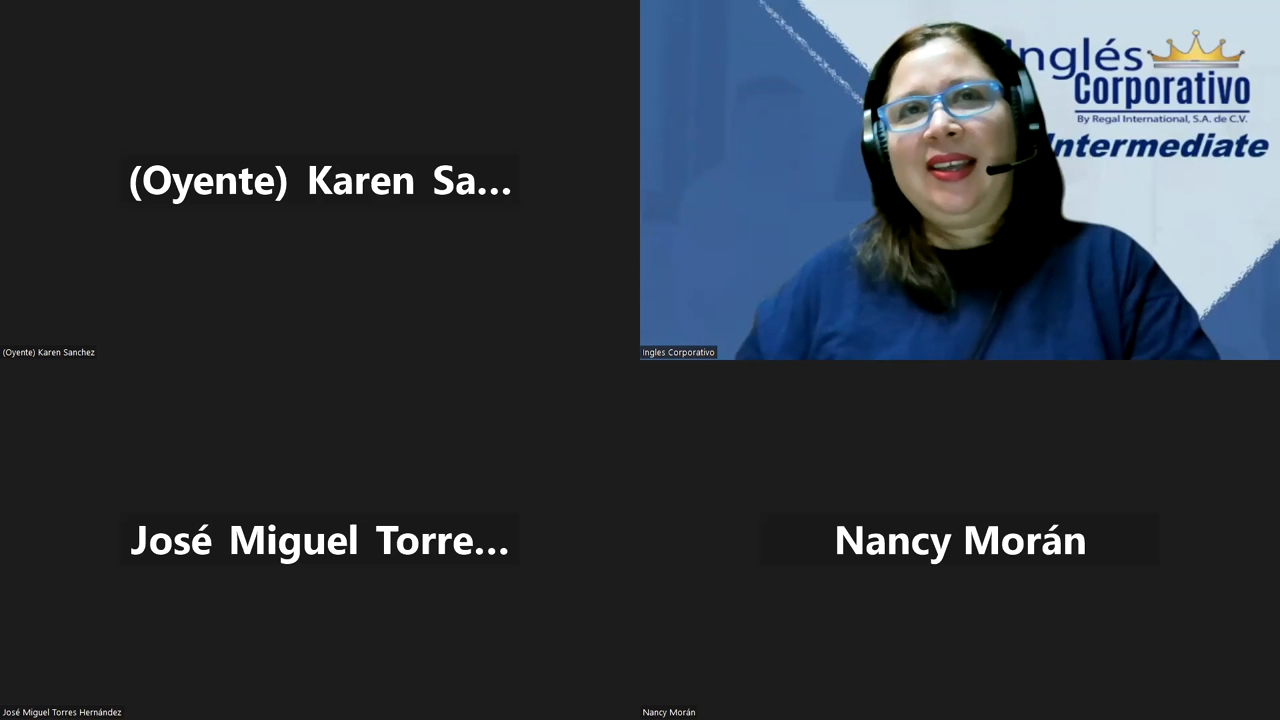 (Oyente) Karen Sa...
(Oyente) Karen Sanchez
Inglés
Corporativo
By Regal International, S.A. de C.V.
Intermediate
Ingles Corporativo
José Miguel Torre...
José Miguel Torres Hernández
Nancy Morán
Nancy Morán